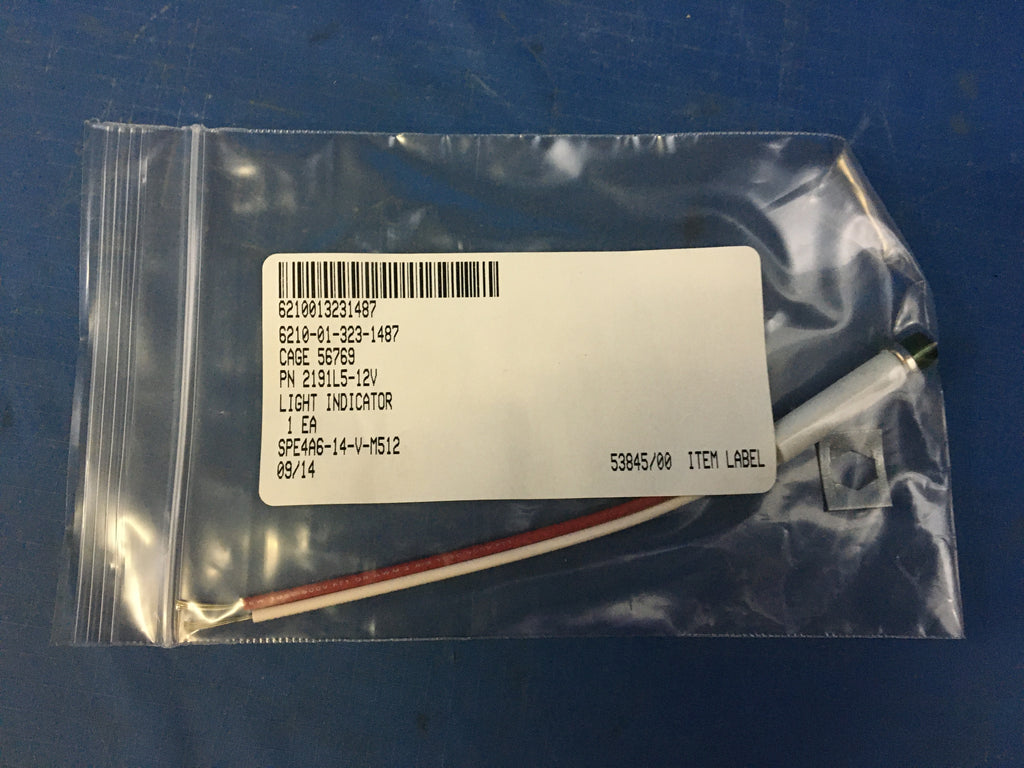 6210013231487
6210-01-323-1487
CAGE 56769
PN 2191L5-12V
LIGHT INDICATOR
1 EA
SPE4A6-14-V-M512
09/14
53845/00 ITEM LABEL